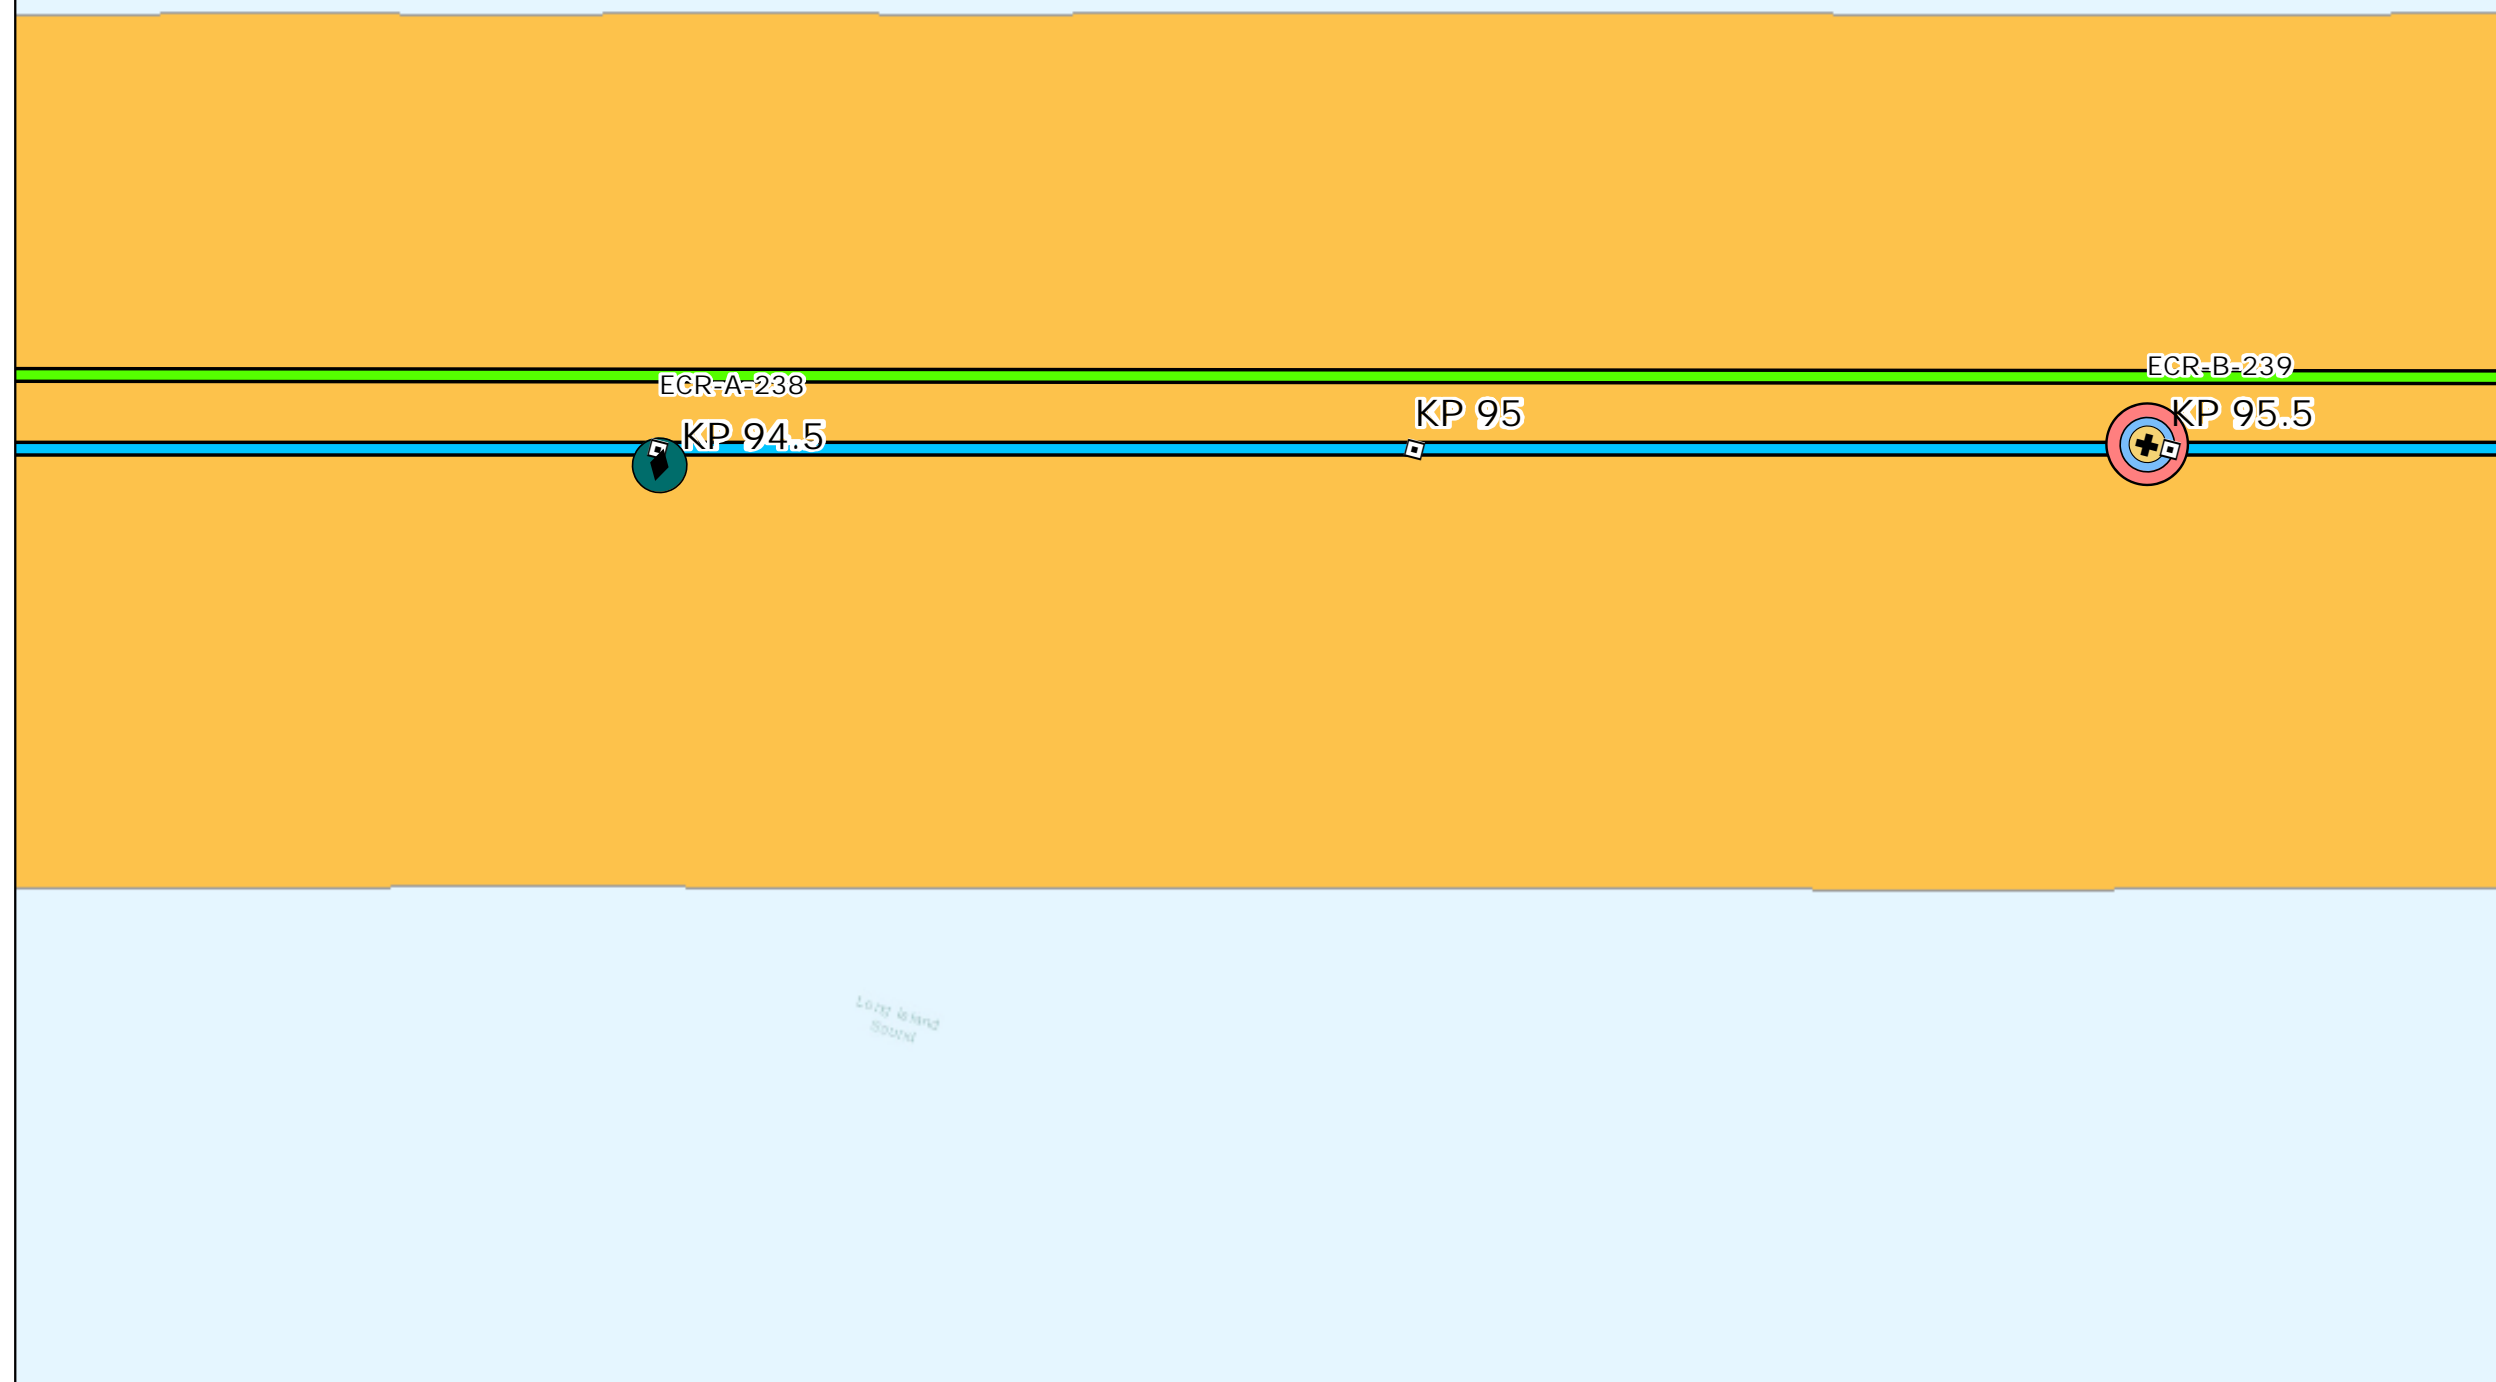 ECR-A-238
ECR-B-239
KP 94.5
KP 95
KP 95.5
Long Island
Sound